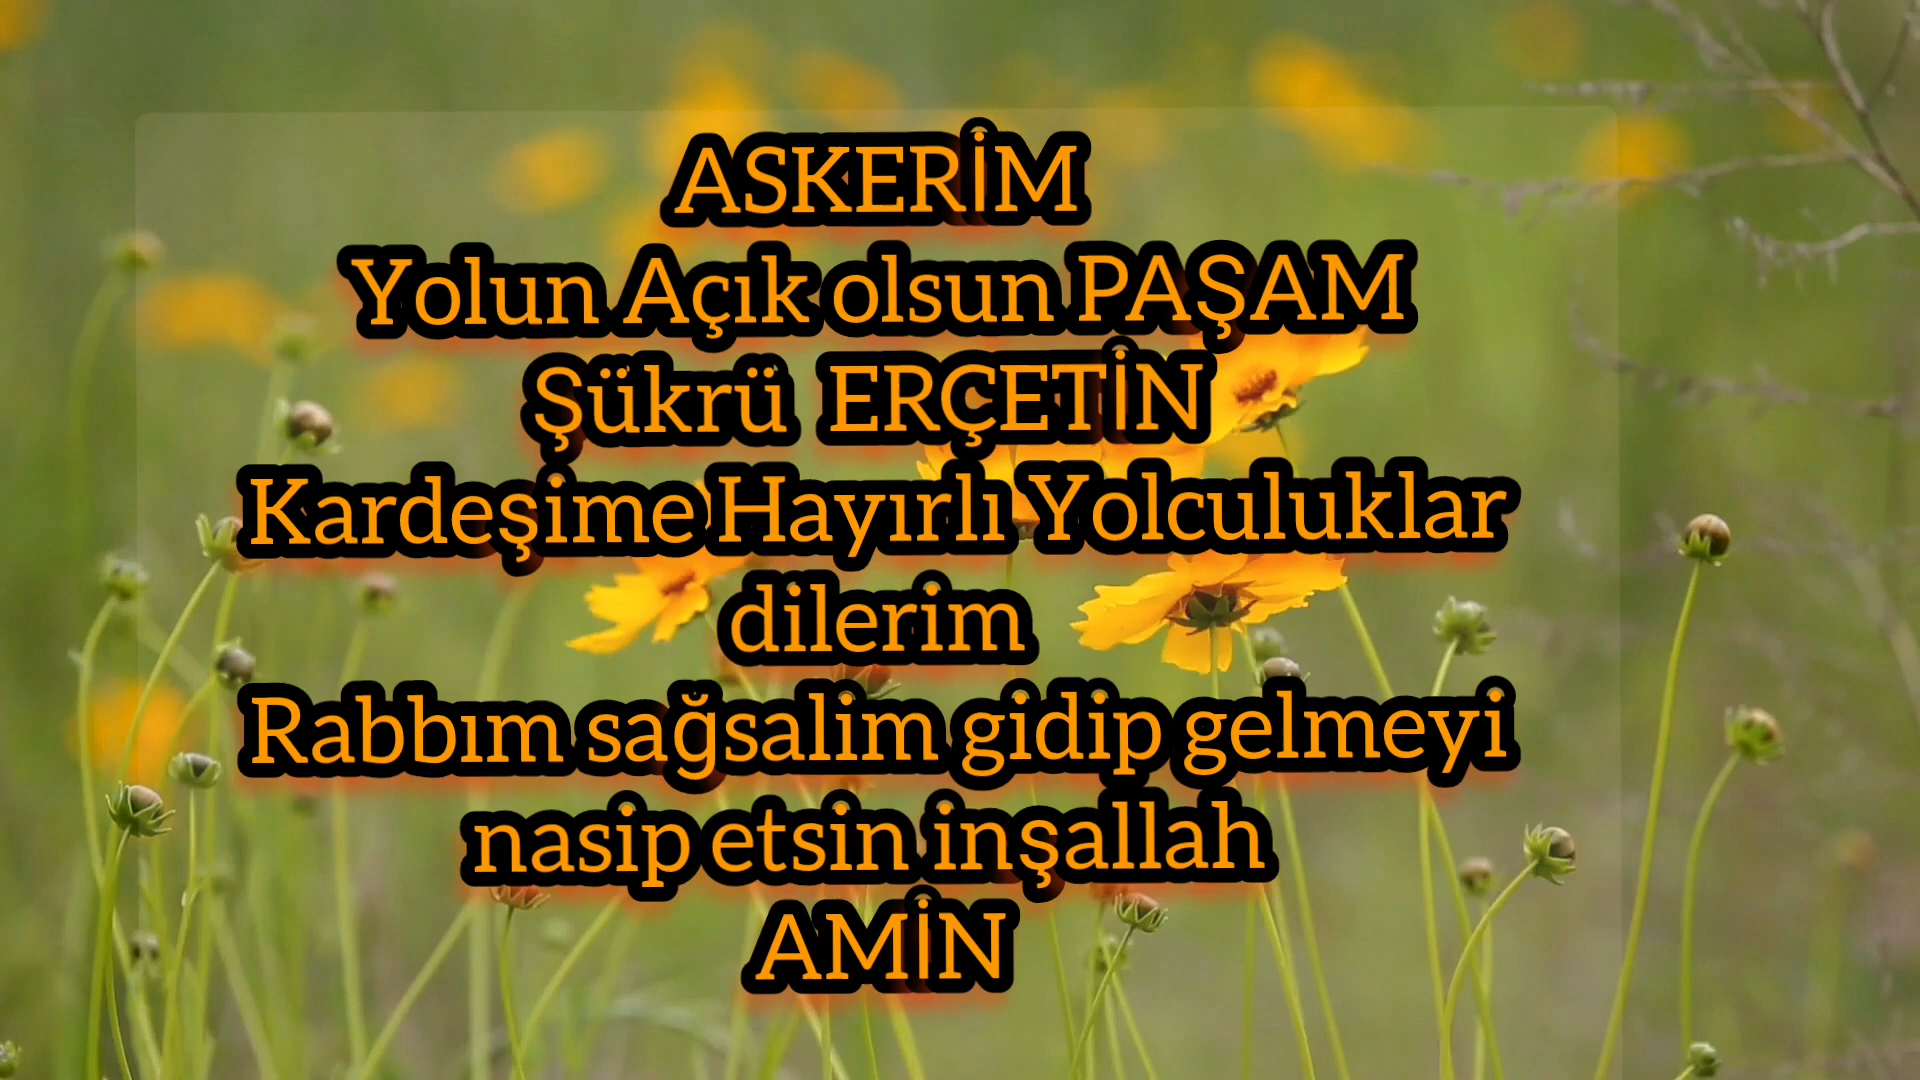 ASKERİM
Yolun Açık olsun PAŞAM
Şükrü ERÇETİN
Kardeşime Hayırlı Yolculuklar
dilerim
Rabbım sağsalim gidip gelmeyi
nasip etsin inşallah
AMİN